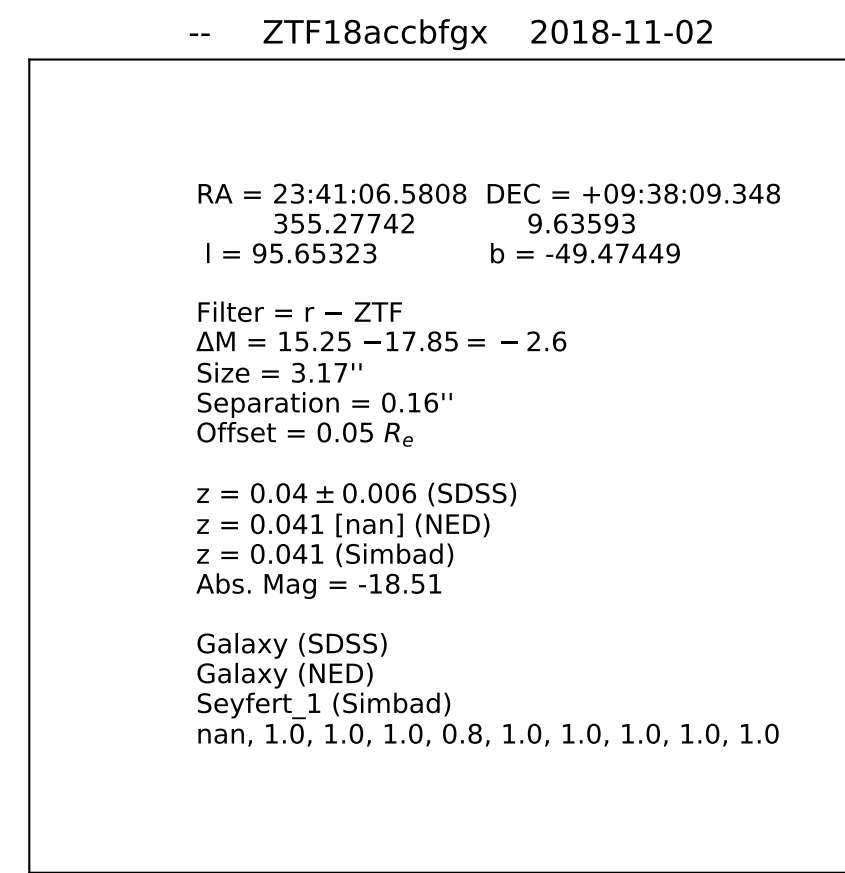 -- ZTF18accbfgx 2018-11-02
RA = 23:41:06.5808 DEC = +09:38:09.348
355.27742 9.63593
l = 95.65323 b = -49.47449
Filter = r − ZTF
ΔM = 15.25 −17.85 = − 2.6
Size = 3.17''
Separation = 0.16''
Offset = 0.05 Re
z = 0.04 ± 0.006 (SDSS)
z = 0.041 [nan] (NED)
z = 0.041 (Simbad)
Abs. Mag = -18.51
Galaxy (SDSS)
Galaxy (NED)
Seyfert_1 (Simbad)
nan, 1.0, 1.0, 1.0, 0.8, 1.0, 1.0, 1.0, 1.0, 1.0